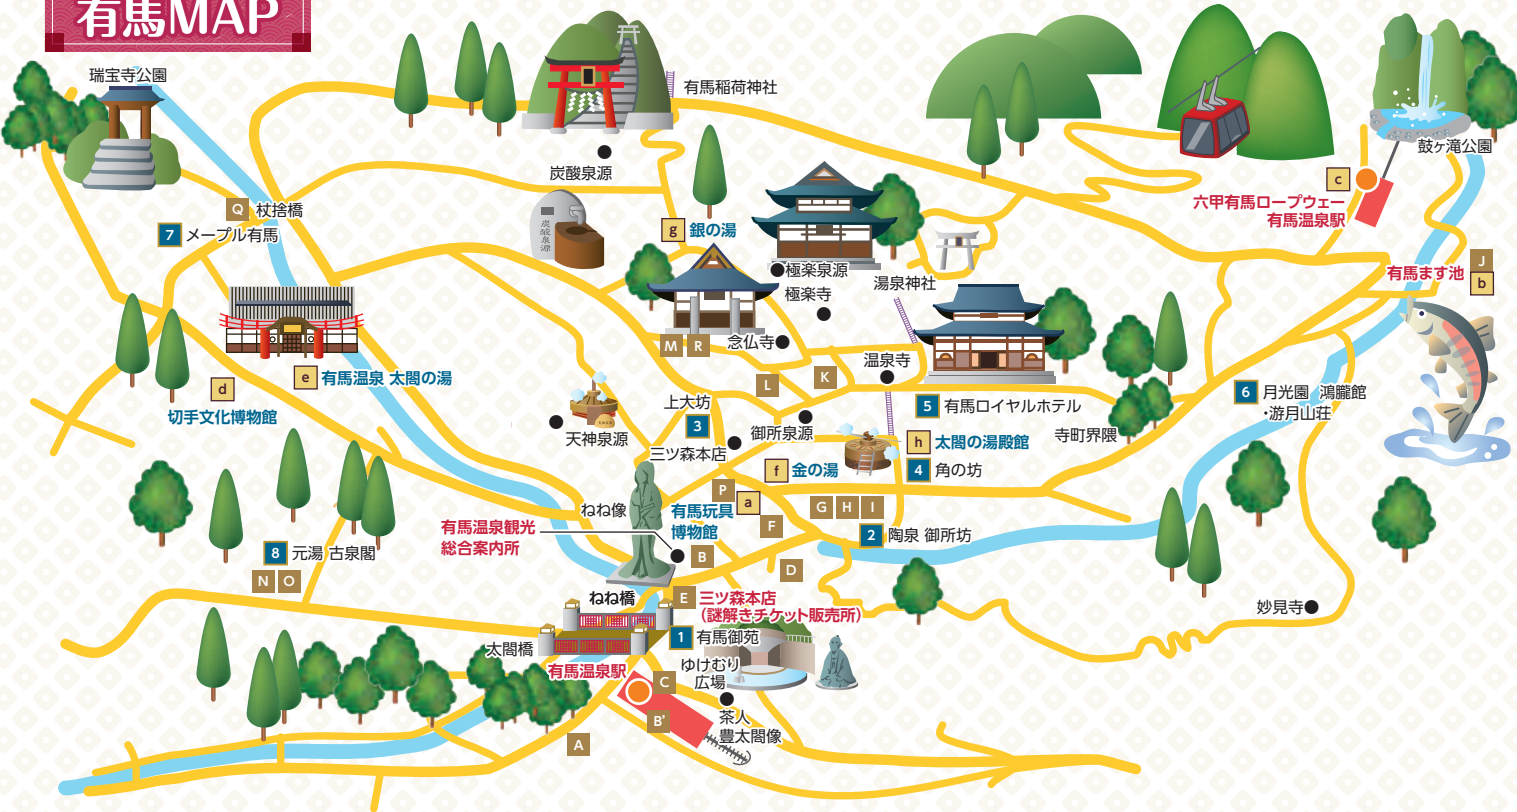 有馬MAP
瑞宝寺公園
有馬稲荷神社
鼓ヶ滝公園
炭酸泉源
炭酸泉源
c
六甲有馬ロープウェー
有馬温泉駅
Q 杖捨橋
7 メープル有馬
g 銀の湯
極楽泉源
極楽寺
湯泉神社
有馬ます池
J
b
念仏寺
M R
温泉寺
e 有馬温泉 太閤の湯
d
切手文化博物館
L
K
5 有馬ロイヤルホテル
6 月光園 鴻朧館
・游月山荘
上大坊
3
天神泉源
三ツ森本店
御所泉源
寺町界隈
h 太閤の湯殿館
f 金の湯
4 角の坊
P
a
G H I
ねね像
有馬玩具
博物館
F
有馬温泉観光
総合案内所
2 陶泉 御所坊
B
D
8 元湯 古泉閣
N O
ねね橋
E 三ツ森本店
(謎解きチケット販売所)
妙見寺
1 有馬御苑
太閤橋
有馬温泉駅
ゆけむり
広場
C
B'
茶人
豊太閤像
A